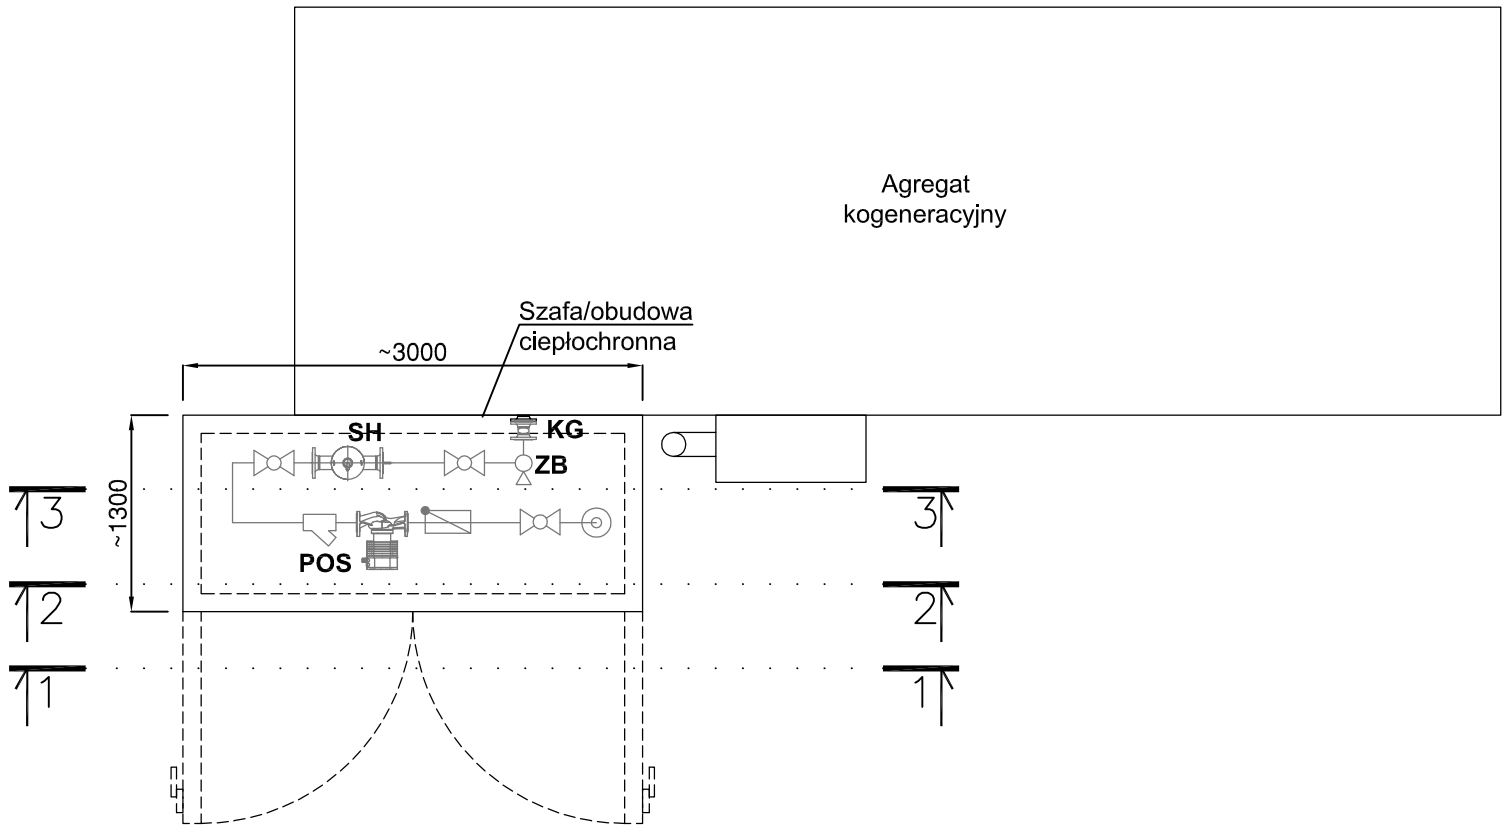 Agregat
kogeneracyjny
Szafa/obudowa
ciepłochronna
~3000
~1300
SH
KG
ZB
POS
3
3
2
2
1
1